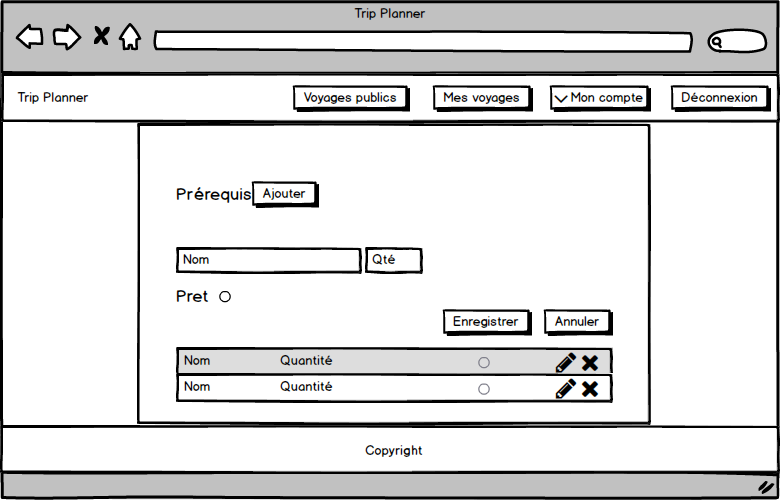 Trip Planner
Trip Planner Voyages publics Mes voyages Mon compte Déconnexion
Prérequis Ajouter
Nom Qté
Pret
Enregistrer Annuler
Nom Quantité
Nom Quantité
Copyright